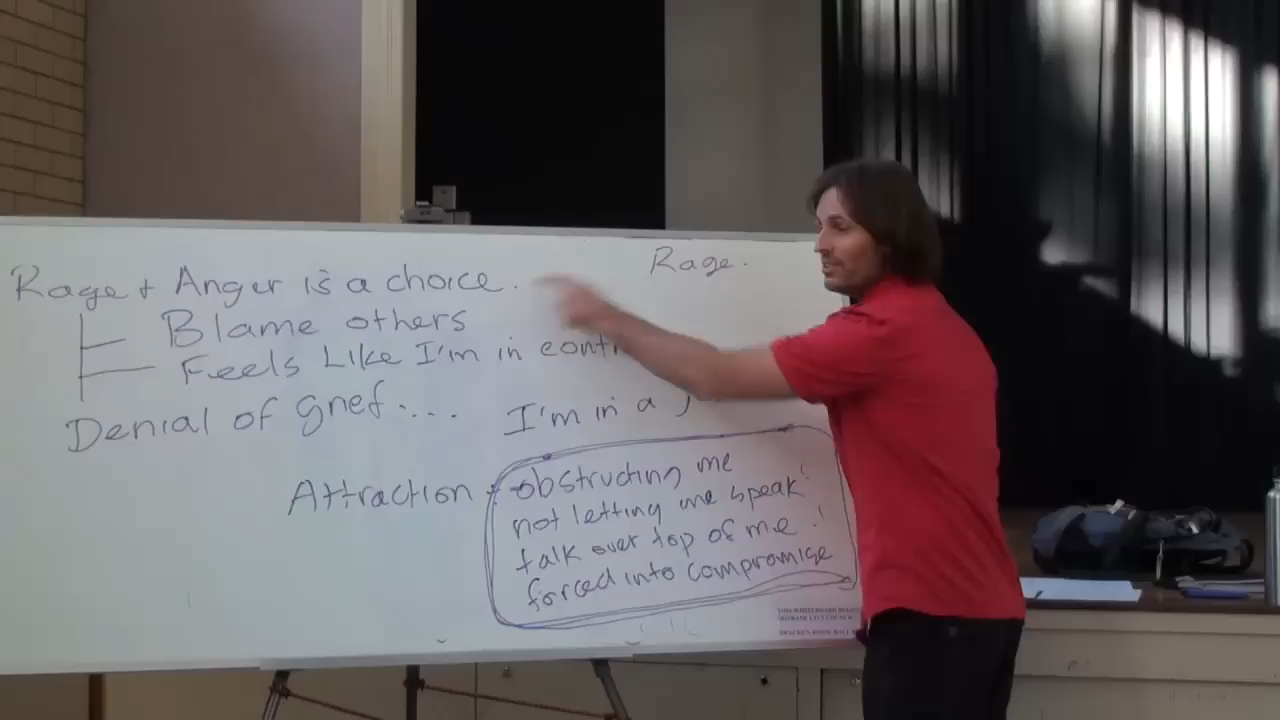 Rage.
Rage + Anger is a choice.
Blame others
Feels Like I'm in cont
Denial of grief....
I'm in a
Attraction - obstructing me
not letting me speak!
talk over top of me!
forced into compromise